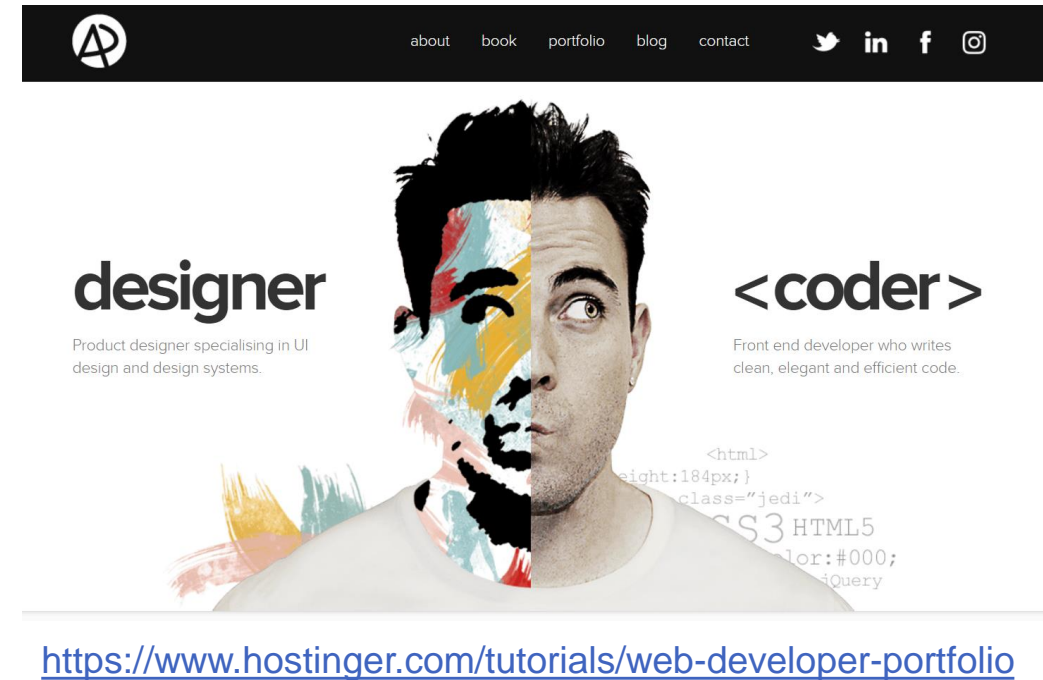 about book portfolio blog contact
designer
Product designer specialising in UI
design and design systems.
<coder>
Front end developer who writes
clean, elegant and efficient code.
<html>
eight:184px;}
class="jedi">
CSS3 HTML5
olor:#000;
jQuery
https://www.hostinger.com/tutorials/web-developer-portfolio